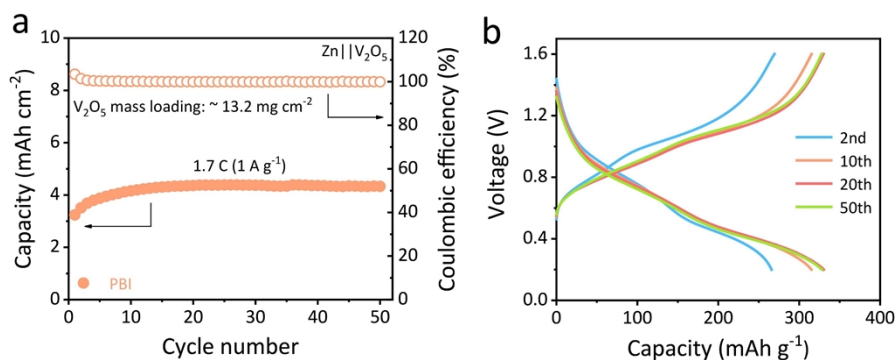 a
Capacity (mAh cm⁻²)
10
8
6
4
2
0
Zn||V₂O₅
V₂O₅ mass loading: ~ 13.2 mg cm⁻²
1.7 C (1 A g⁻¹)
PBI
0 10 20 30 40 50
Cycle number
120
100
80
60
40
20
0
Coulombic efficiency (%)
b
Voltage (V)
1.6
1.2
0.8
0.4
0.0
2nd
10th
20th
50th
0 100 200 300 400
Capacity (mAh g⁻¹)